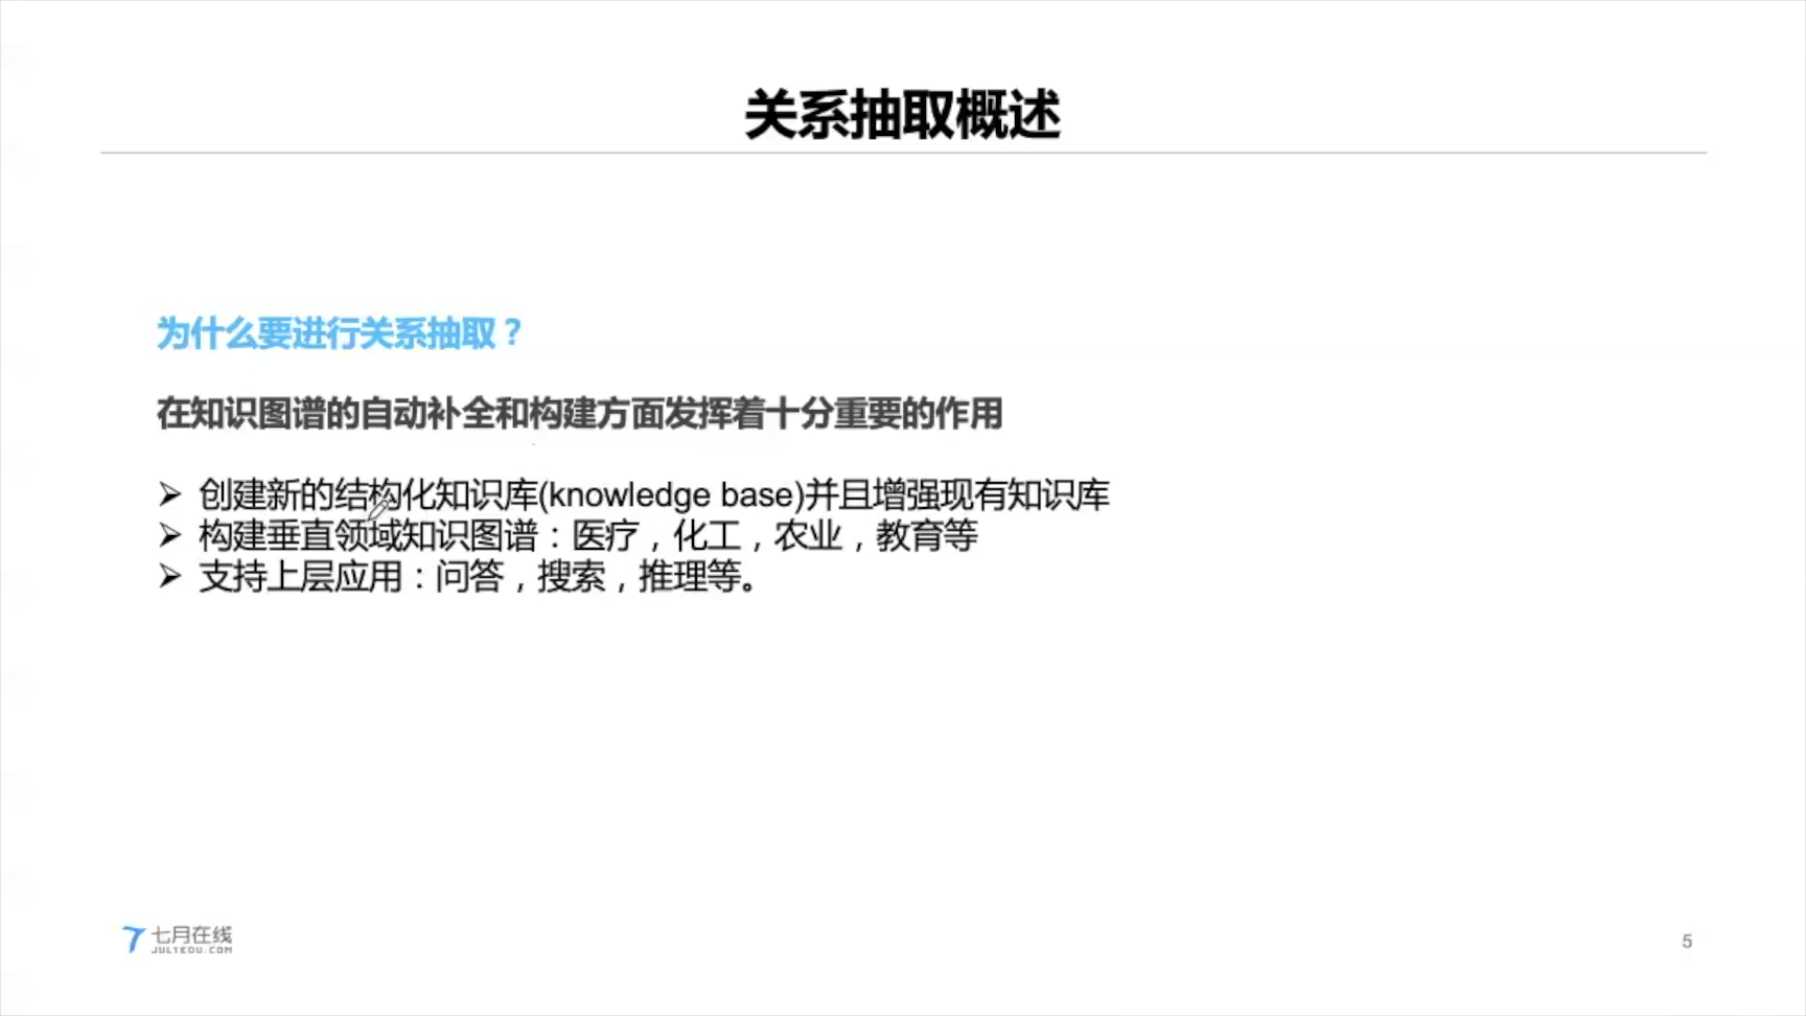 关系抽取概述
为什么要进行关系抽取？
在知识图谱的自动补全和构建方面发挥着十分重要的作用
➢ 创建新的结构化知识库(knowledge base)并且增强现有知识库
➢ 构建垂直领域知识图谱：医疗，化工，农业，教育等
➢ 支持上层应用：问答，搜索，推理等。
七月在线
JULYEDU.COM
5